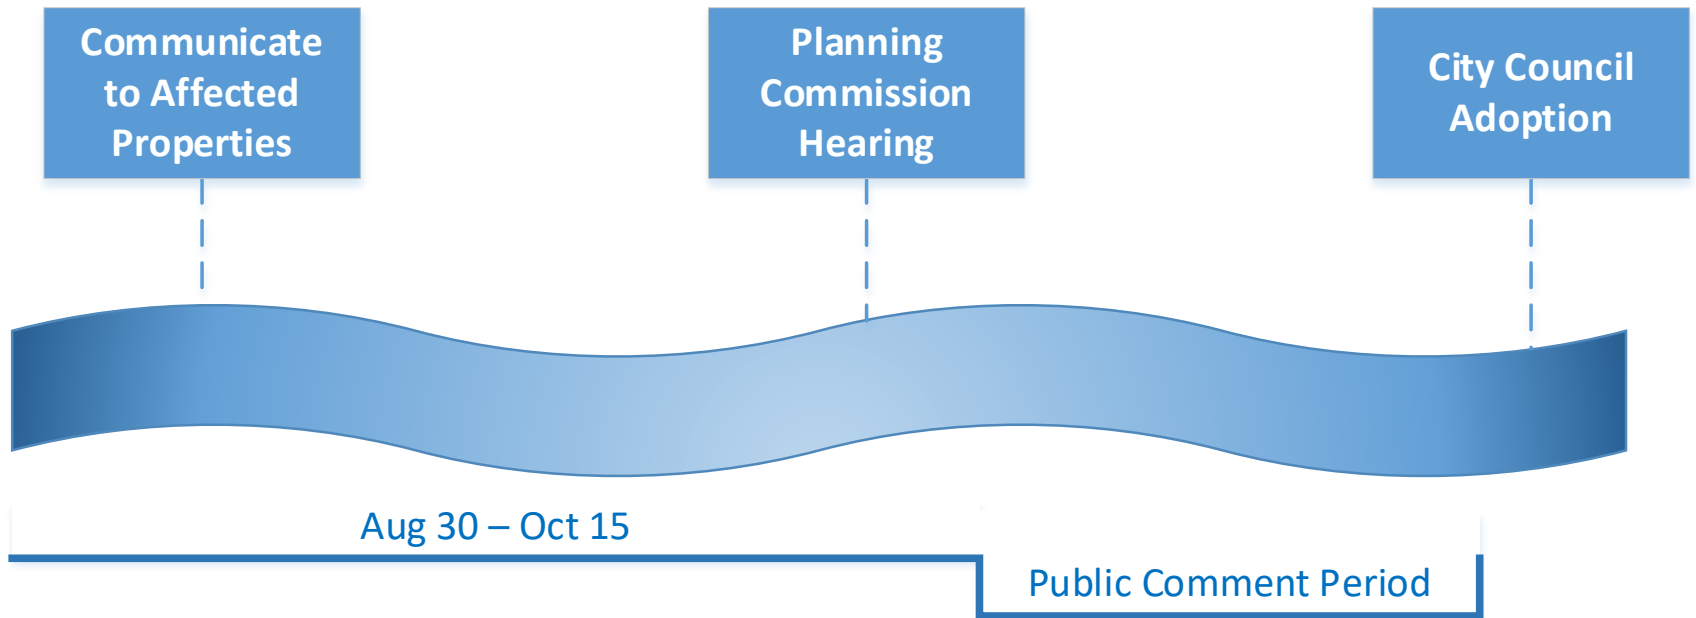 Communicate
to Affected
Properties
Planning
Commission
Hearing
City Council
Adoption
Aug 30 – Oct 15
Public Comment Period